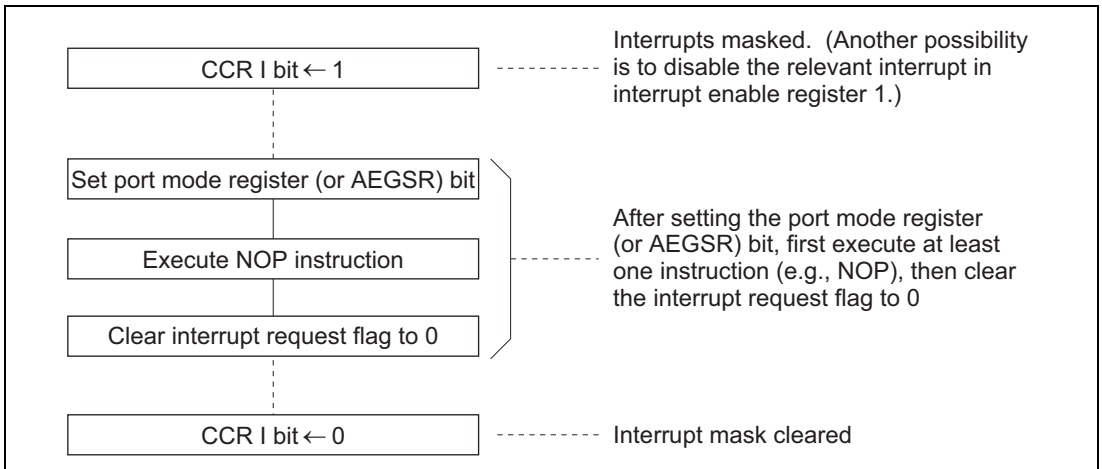 CCR I bit ← 1
Interrupts masked. (Another possibility
is to disable the relevant interrupt in
interrupt enable register 1.)
Set port mode register (or AEGSR) bit
Execute NOP instruction
Clear interrupt request flag to 0
After setting the port mode register
(or AEGSR) bit, first execute at least
one instruction (e.g., NOP), then clear
the interrupt request flag to 0
CCR I bit ← 0
Interrupt mask cleared